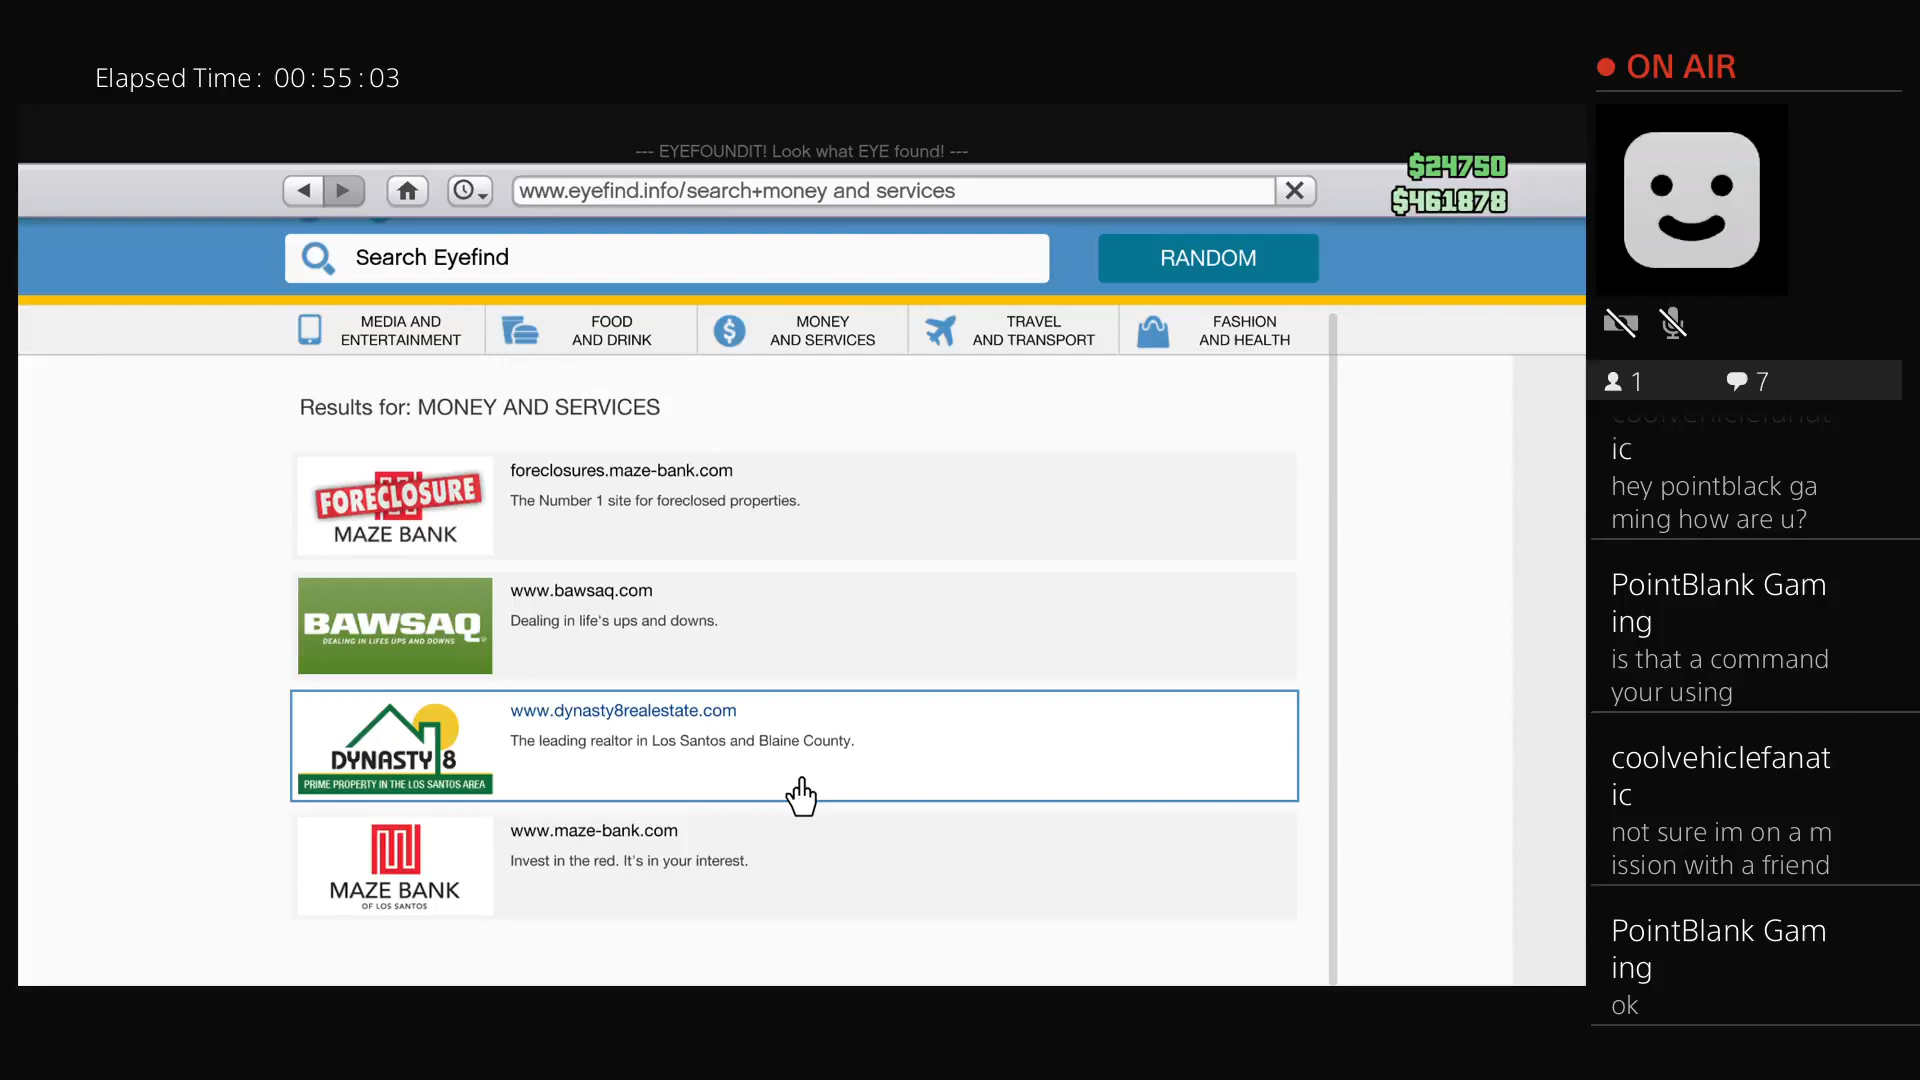 Elapsed Time: 00:55:03
ON AIR
--- EYEFOUNDIT! Look what EYE found! ---
$24750
www.eyefind.info/search+money and services
$461878
Search Eyefind
RANDOM
MEDIA AND
ENTERTAINMENT
FOOD
AND DRINK
MONEY
AND SERVICES
TRAVEL
AND TRANSPORT
FASHION
AND HEALTH
Results for: MONEY AND SERVICES
FORECLOSURE
MAZE BANK
foreclosures.maze-bank.com
The Number 1 site for foreclosed properties.
BAWSAQ
DEALING IN LIFES UPS AND DOWNS
www.bawsaq.com
Dealing in life's ups and downs.
DYNASTY 8
PRIME PROPERTY IN THE LOS SANTOS AREA
www.dynasty8realestate.com
The leading realtor in Los Santos and Blaine County.
MAZE BANK
OF LOS SANTOS
www.maze-bank.com
Invest in the red. It's in your interest.
1
7
coolvehiclefanat
ic
hey pointblack ga
ming how are u?
PointBlank Gam
ing
is that a command
your using
coolvehiclefanat
ic
not sure im on a m
ission with a friend
PointBlank Gam
ing
ok